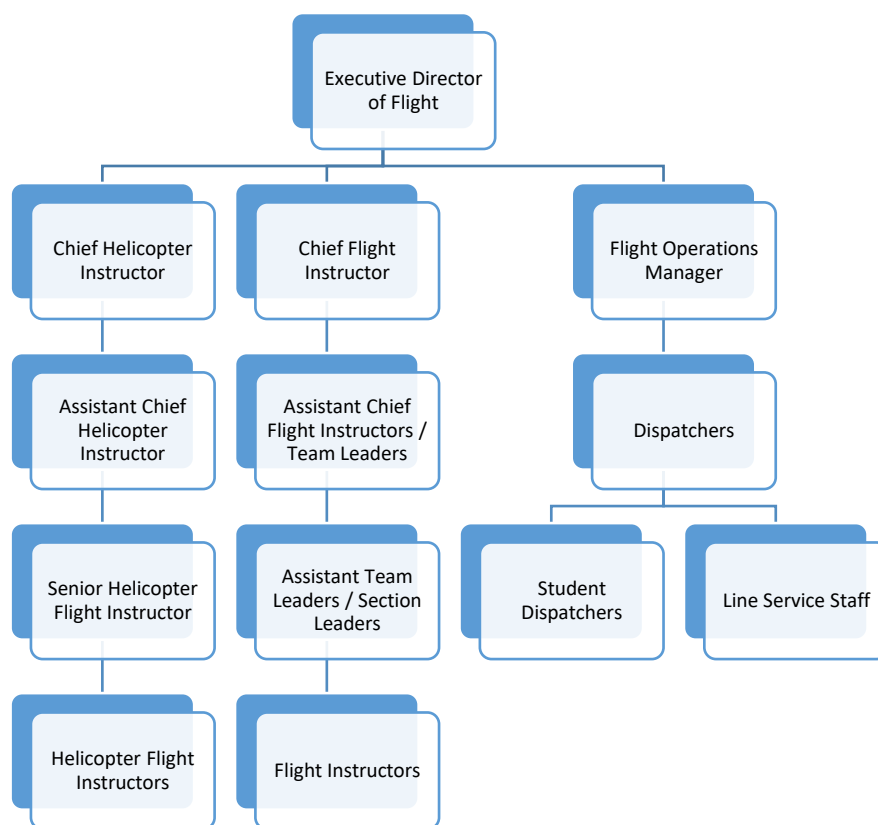 Executive Director
of Flight
Chief Helicopter
Instructor
Chief Flight
Instructor
Flight Operations
Manager
Assistant Chief
Helicopter
Instructor
Assistant Chief
Flight Instructors /
Team Leaders
Dispatchers
Senior Helicopter
Flight Instructor
Assistant Team
Leaders / Section
Leaders
Student
Dispatchers
Line Service Staff
Helicopter Flight
Instructors
Flight Instructors